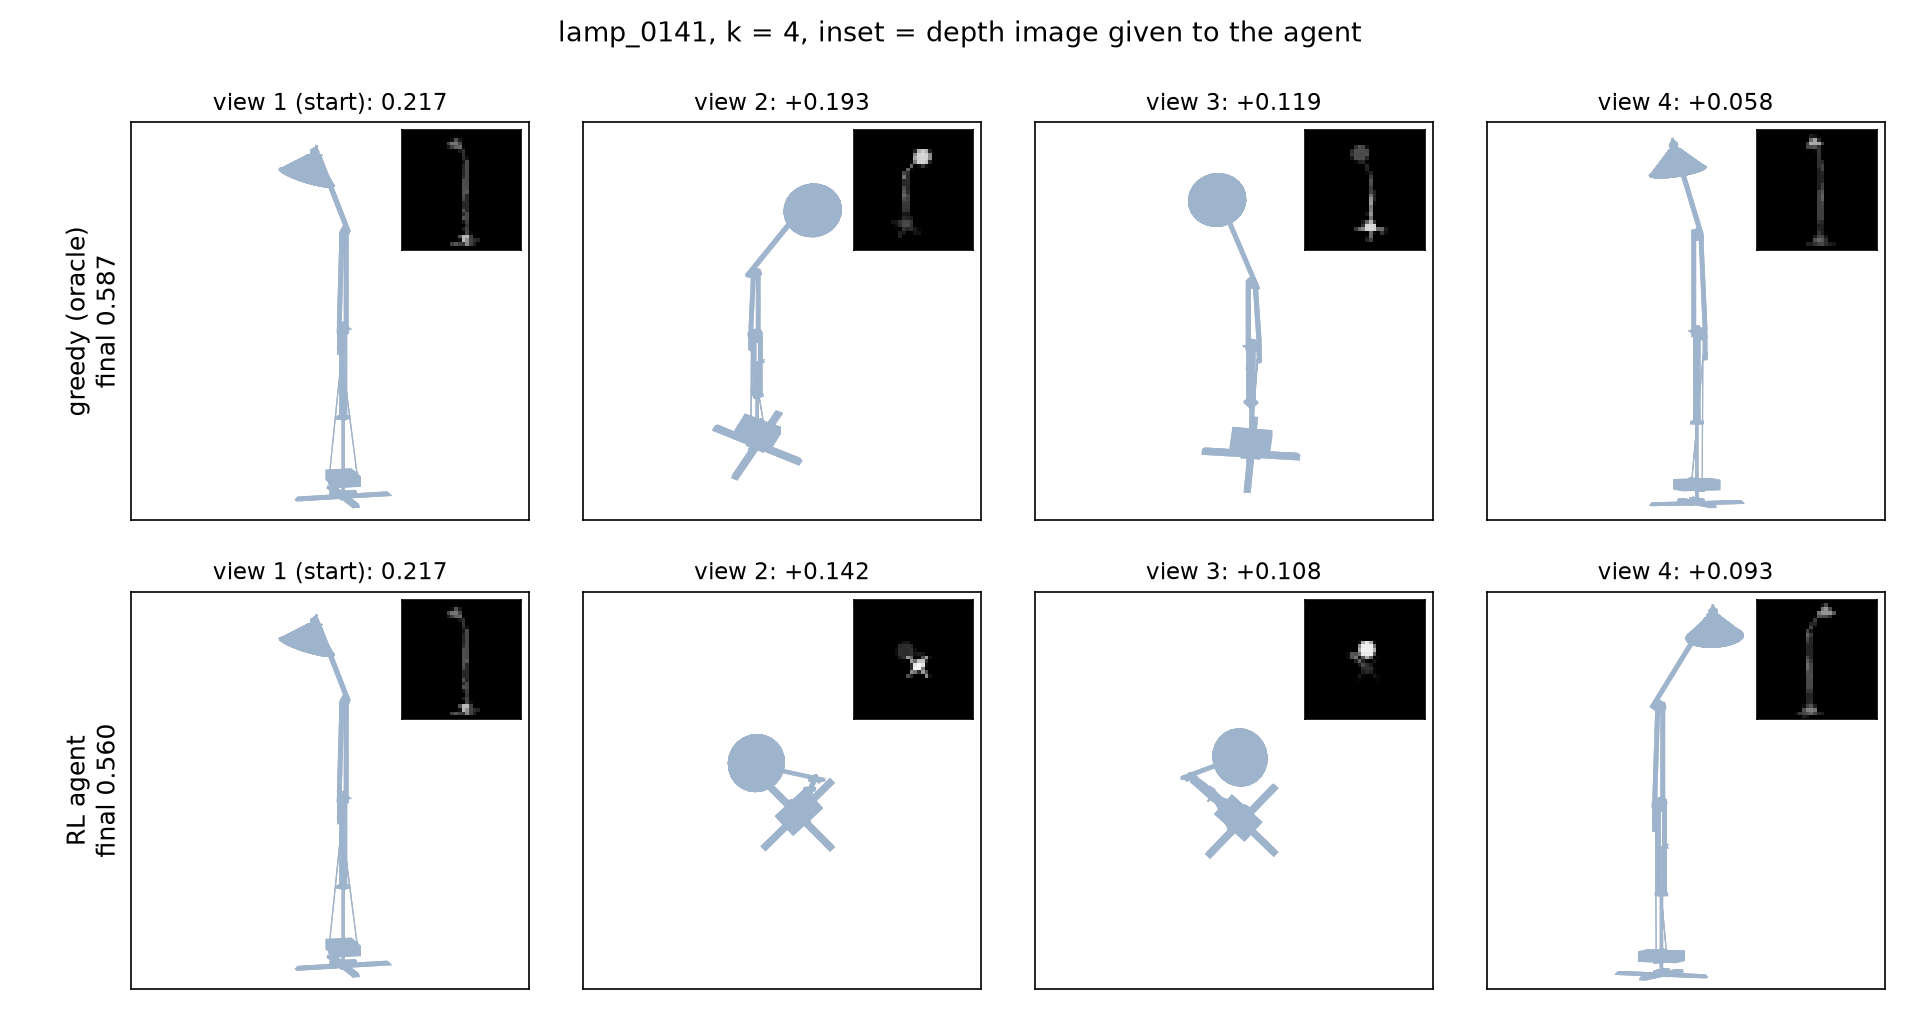 lamp_0141, k = 4, inset = depth image given to the agent
view 1 (start): 0.217
view 2: +0.193
view 3: +0.119
view 4: +0.058
greedy (oracle)
final 0.587
view 1 (start): 0.217
view 2: +0.142
view 3: +0.108
view 4: +0.093
RL agent
final 0.560